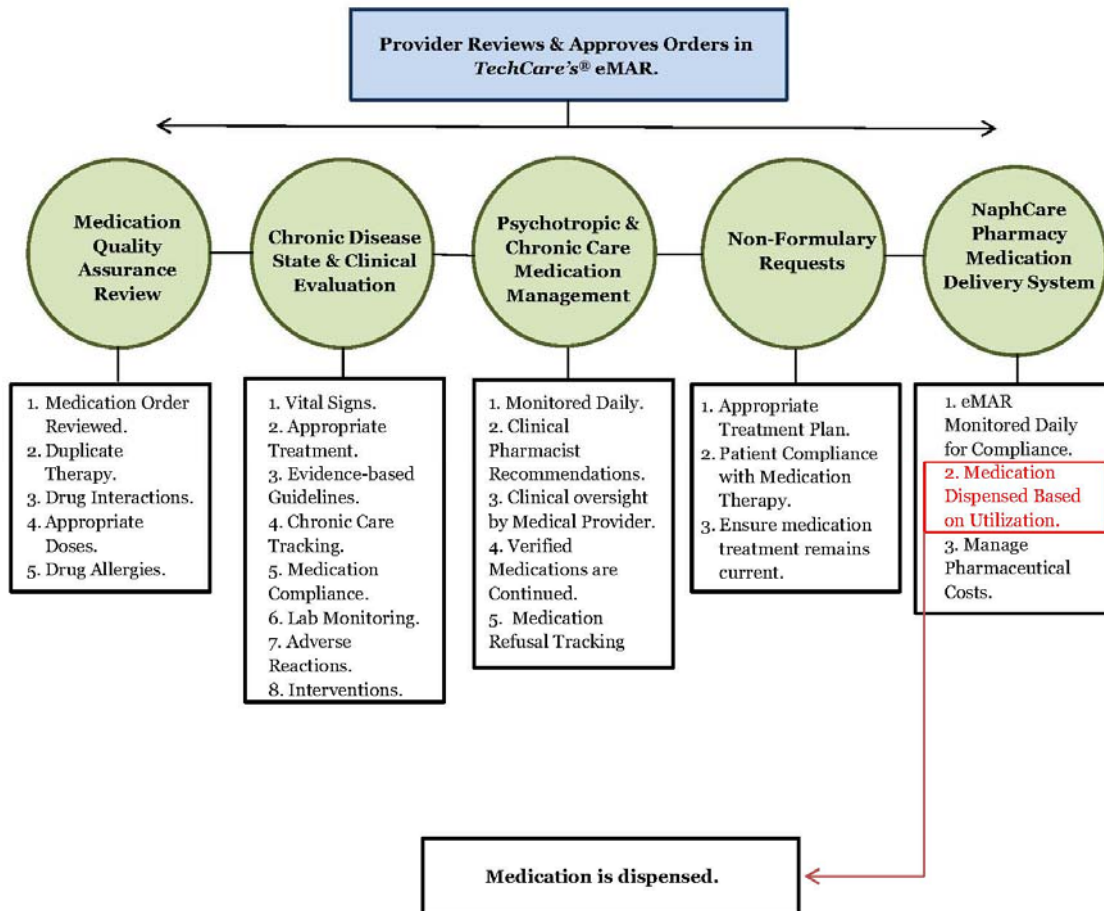 Provider Reviews & Approves Orders in
TechCare's® eMAR.
Medication
Quality
Assurance
Review
Chronic Disease
State & Clinical
Evaluation
Psychotropic &
Chronic Care
Medication
Management
Non-Formulary
Requests
NaphCare
Pharmacy
Medication
Delivery System
1. Medication Order
Reviewed.
2. Duplicate
Therapy.
3. Drug Interactions.
4. Appropriate
Doses.
5. Drug Allergies.
1. Vital Signs.
2. Appropriate
Treatment.
3. Evidence-based
Guidelines.
4. Chronic Care
Tracking.
5. Medication
Compliance.
6. Lab Monitoring.
7. Adverse
Reactions.
8. Interventions.
1. Monitored Daily.
2. Clinical
Pharmacist
Recommendations.
3. Clinical oversight
by Medical Provider.
4. Verified
Medications are
Continued.
5. Medication
Refusal Tracking
1. Appropriate
Treatment Plan.
2. Patient Compliance
with Medication
Therapy.
3. Ensure medication
treatment remains
current.
1. eMAR
Monitored Daily
for Compliance.
2. Medication
Dispensed Based
on Utilization.
3. Manage
Pharmaceutical
Costs.
Medication is dispensed.